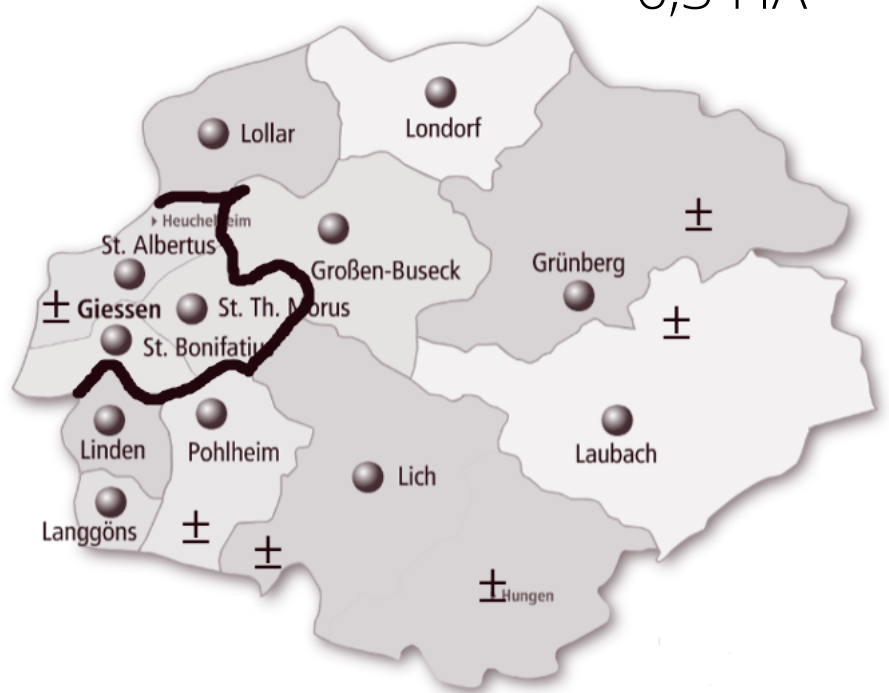 Londorf
Lollar
Heuchelheim
St. Albertus
Großen-Buseck
Grünberg
±
±
± Giessen
St. Th. Morus
St. Bonifatiu
Linden
Pohlheim
Laubach
Lich
Langgöns
±
±
± Hungen